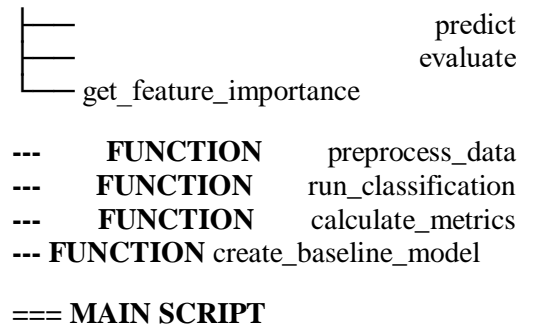 ├── predict
├── evaluate
└── get_feature_importance
--- FUNCTION preprocess_data
--- FUNCTION run_classification
--- FUNCTION calculate_metrics
--- FUNCTION create_baseline_model
=== MAIN SCRIPT